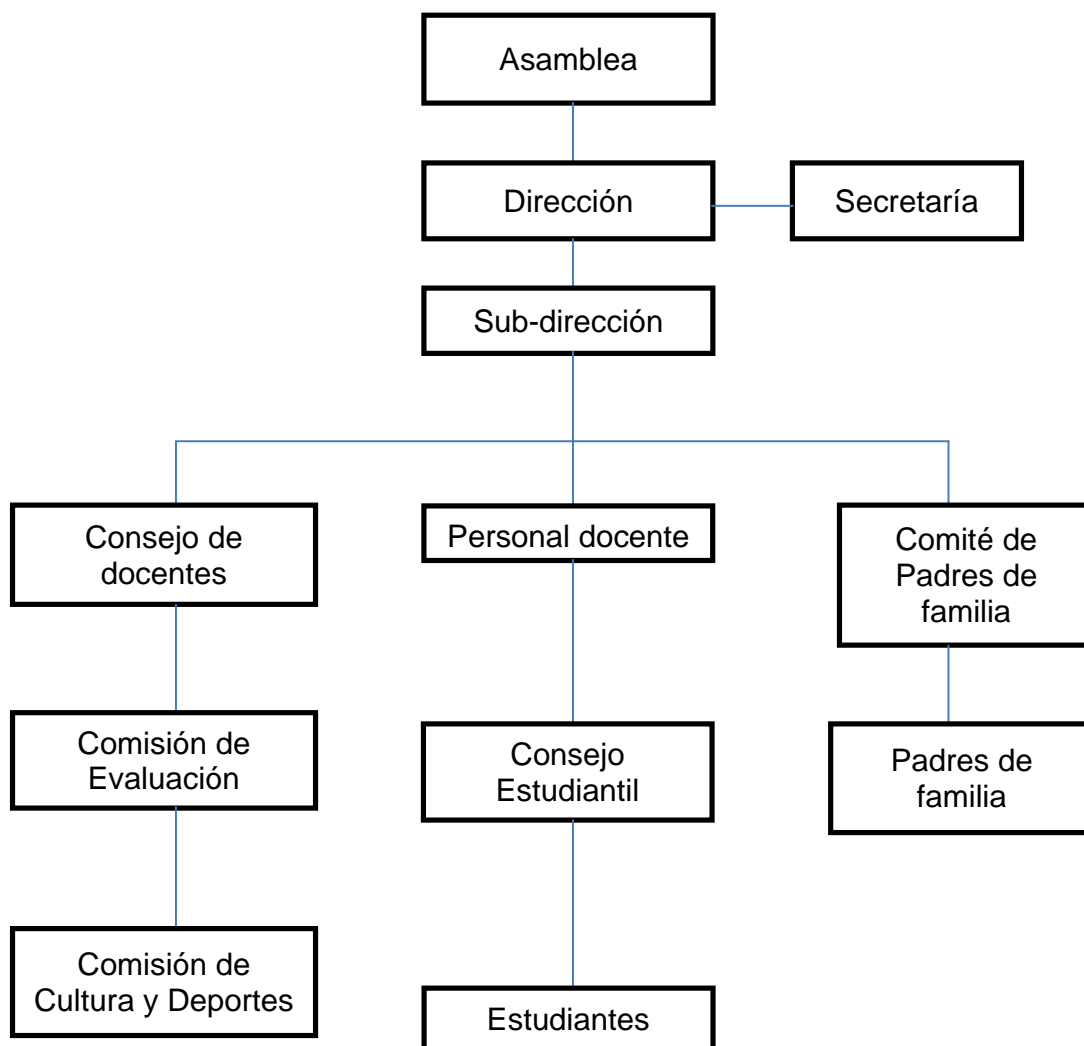 Asamblea
Dirección
Secretaría
Sub-dirección
Consejo de
docentes
Personal docente
Comité de
Padres de
familia
Comisión de
Evaluación
Consejo
Estudiantil
Padres de
familia
Comisión de
Cultura y Deportes
Estudiantes